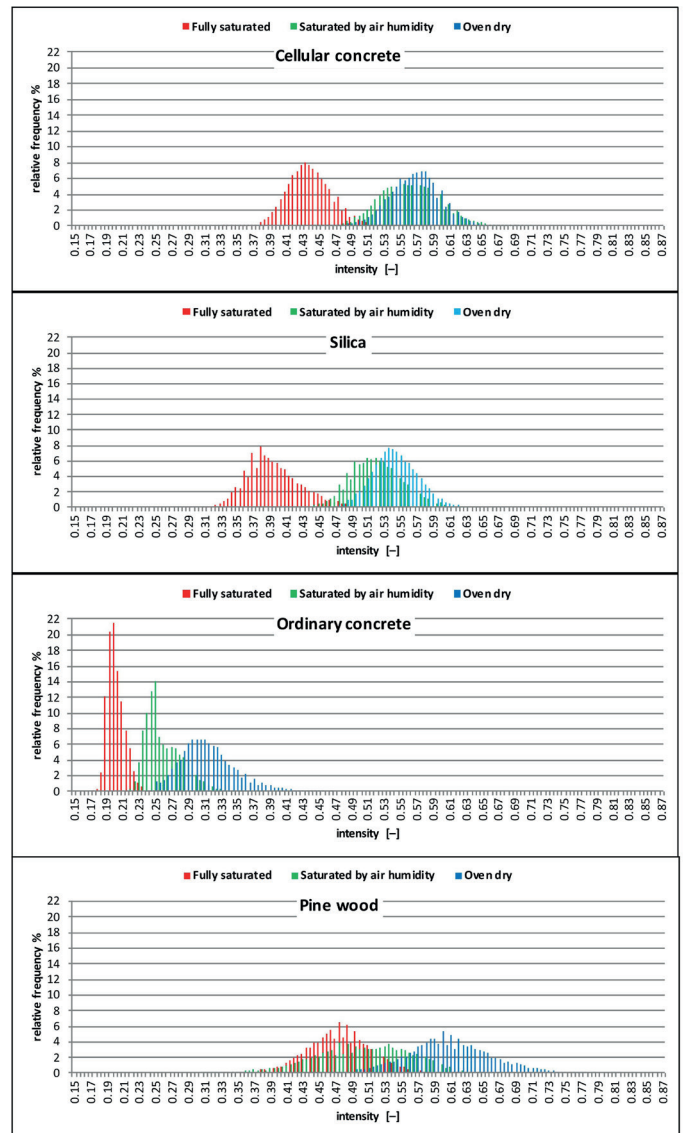 Fully saturated Saturated by air humidity Oven dry
Cellular concrete
relative frequency %
22
20
18
16
14
12
10
8
6
4
2
0
0.15 0.17 0.19 0.21 0.23 0.25 0.27 0.29 0.31 0.33 0.35 0.37 0.39 0.41 0.43 0.45 0.47 0.49 0.51 0.53 0.55 0.57 0.59 0.61 0.63 0.65 0.67 0.69 0.71 0.73 0.75 0.77 0.79 0.81 0.83 0.85 0.87
intensity [–]
Fully saturated Saturated by air humidity Oven dry
Silica
relative frequency %
22
20
18
16
14
12
10
8
6
4
2
0
0.15 0.17 0.19 0.21 0.23 0.25 0.27 0.29 0.31 0.33 0.35 0.37 0.39 0.41 0.43 0.45 0.47 0.49 0.51 0.53 0.55 0.57 0.59 0.61 0.63 0.65 0.67 0.69 0.71 0.73 0.75 0.77 0.79 0.81 0.83 0.85 0.87
intensity [–]
Fully saturated Saturated by air humidity Oven dry
Ordinary concrete
relative frequency %
22
20
18
16
14
12
10
8
6
4
2
0
0.15 0.17 0.19 0.21 0.23 0.25 0.27 0.29 0.31 0.33 0.35 0.37 0.39 0.41 0.43 0.45 0.47 0.49 0.51 0.53 0.55 0.57 0.59 0.61 0.63 0.65 0.67 0.69 0.71 0.73 0.75 0.77 0.79 0.81 0.83 0.85 0.87
intensity [–]
Fully saturated Saturated by air humidity Oven dry
Pine wood
relative frequency %
22
20
18
16
14
12
10
8
6
4
2
0
0.15 0.17 0.19 0.21 0.23 0.25 0.27 0.29 0.31 0.33 0.35 0.37 0.39 0.41 0.43 0.45 0.47 0.49 0.51 0.53 0.55 0.57 0.59 0.61 0.63 0.65 0.67 0.69 0.71 0.73 0.75 0.77 0.79 0.81 0.83 0.85 0.87
intensity [–]